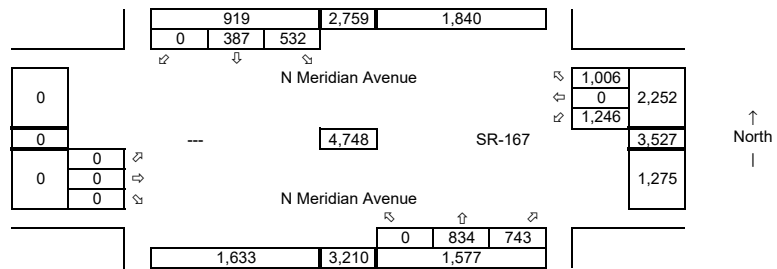 919 2,759 1,840
0 387 532
⬃ ⇩ ⬂
N Meridian Avenue
⬁ 1,006
0 ⇦ 0 2,252
⬃ 1,246 ↑
0 --- 4,748 SR-167 3,527 North
0 ⬀ |
0 0 ⇨ 1,275
0 ⬂ N Meridian Avenue
⬁ ⇧ ⬀
0 834 743
1,633 3,210 1,577